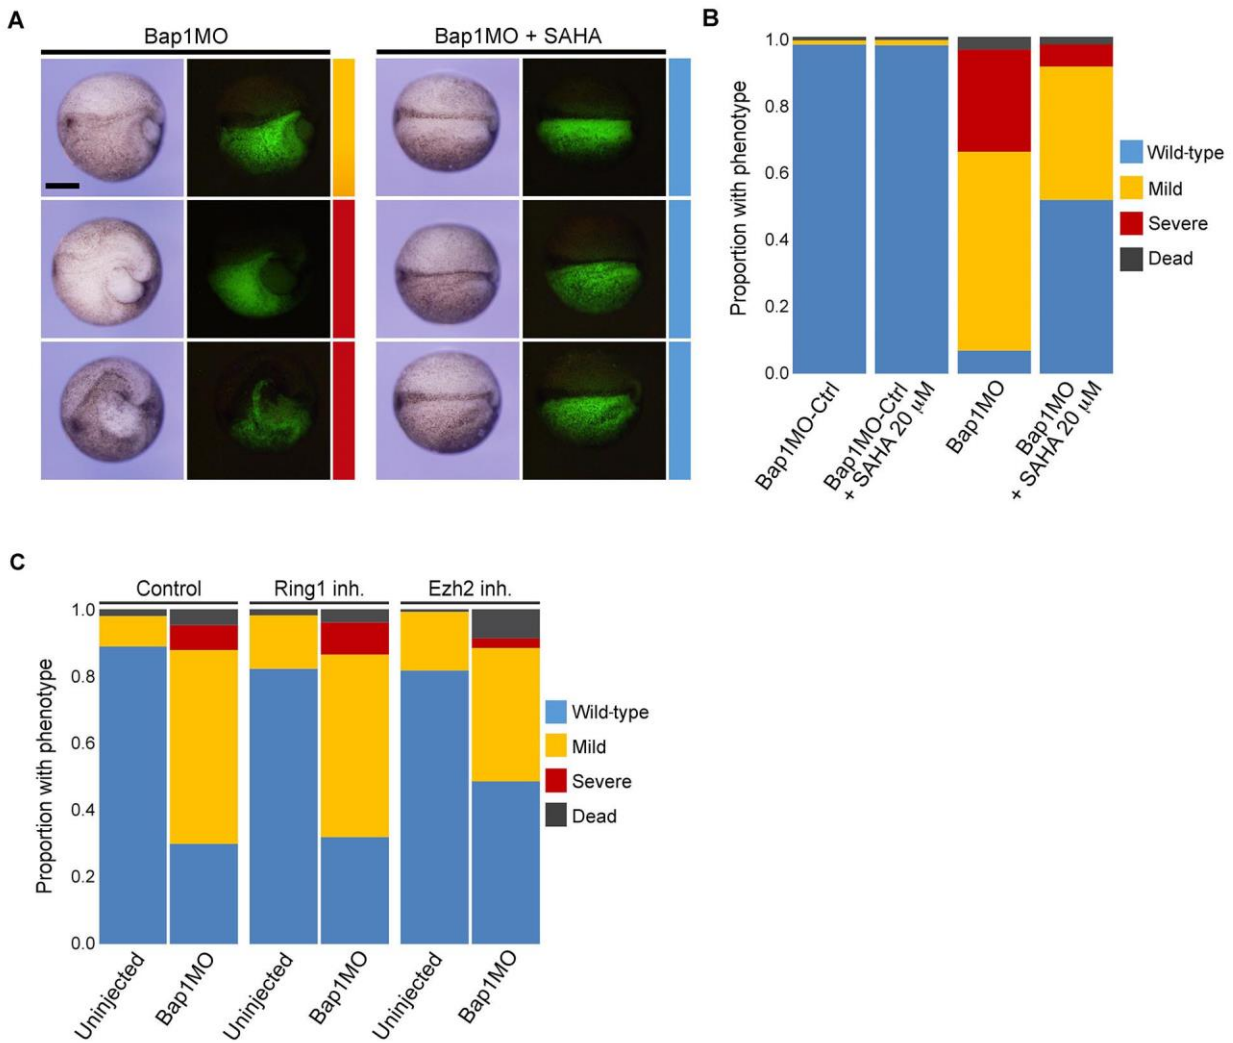 A
Bap1MO
Bap1MO + SAHA
B
Proportion with phenotype
1.0
0.8
0.6
0.4
0.2
0.0
Bap1MO-Ctrl
Bap1MO-Ctrl
+ SAHA 20 µM
Bap1MO
Bap1MO
+ SAHA 20 µM
Wild-type
Mild
Severe
Dead
C
Control
Ring1 inh.
Ezh2 inh.
Proportion with phenotype
1.0
0.8
0.6
0.4
0.2
0.0
Uninjected
Bap1MO
Uninjected
Bap1MO
Uninjected
Bap1MO
Wild-type
Mild
Severe
Dead